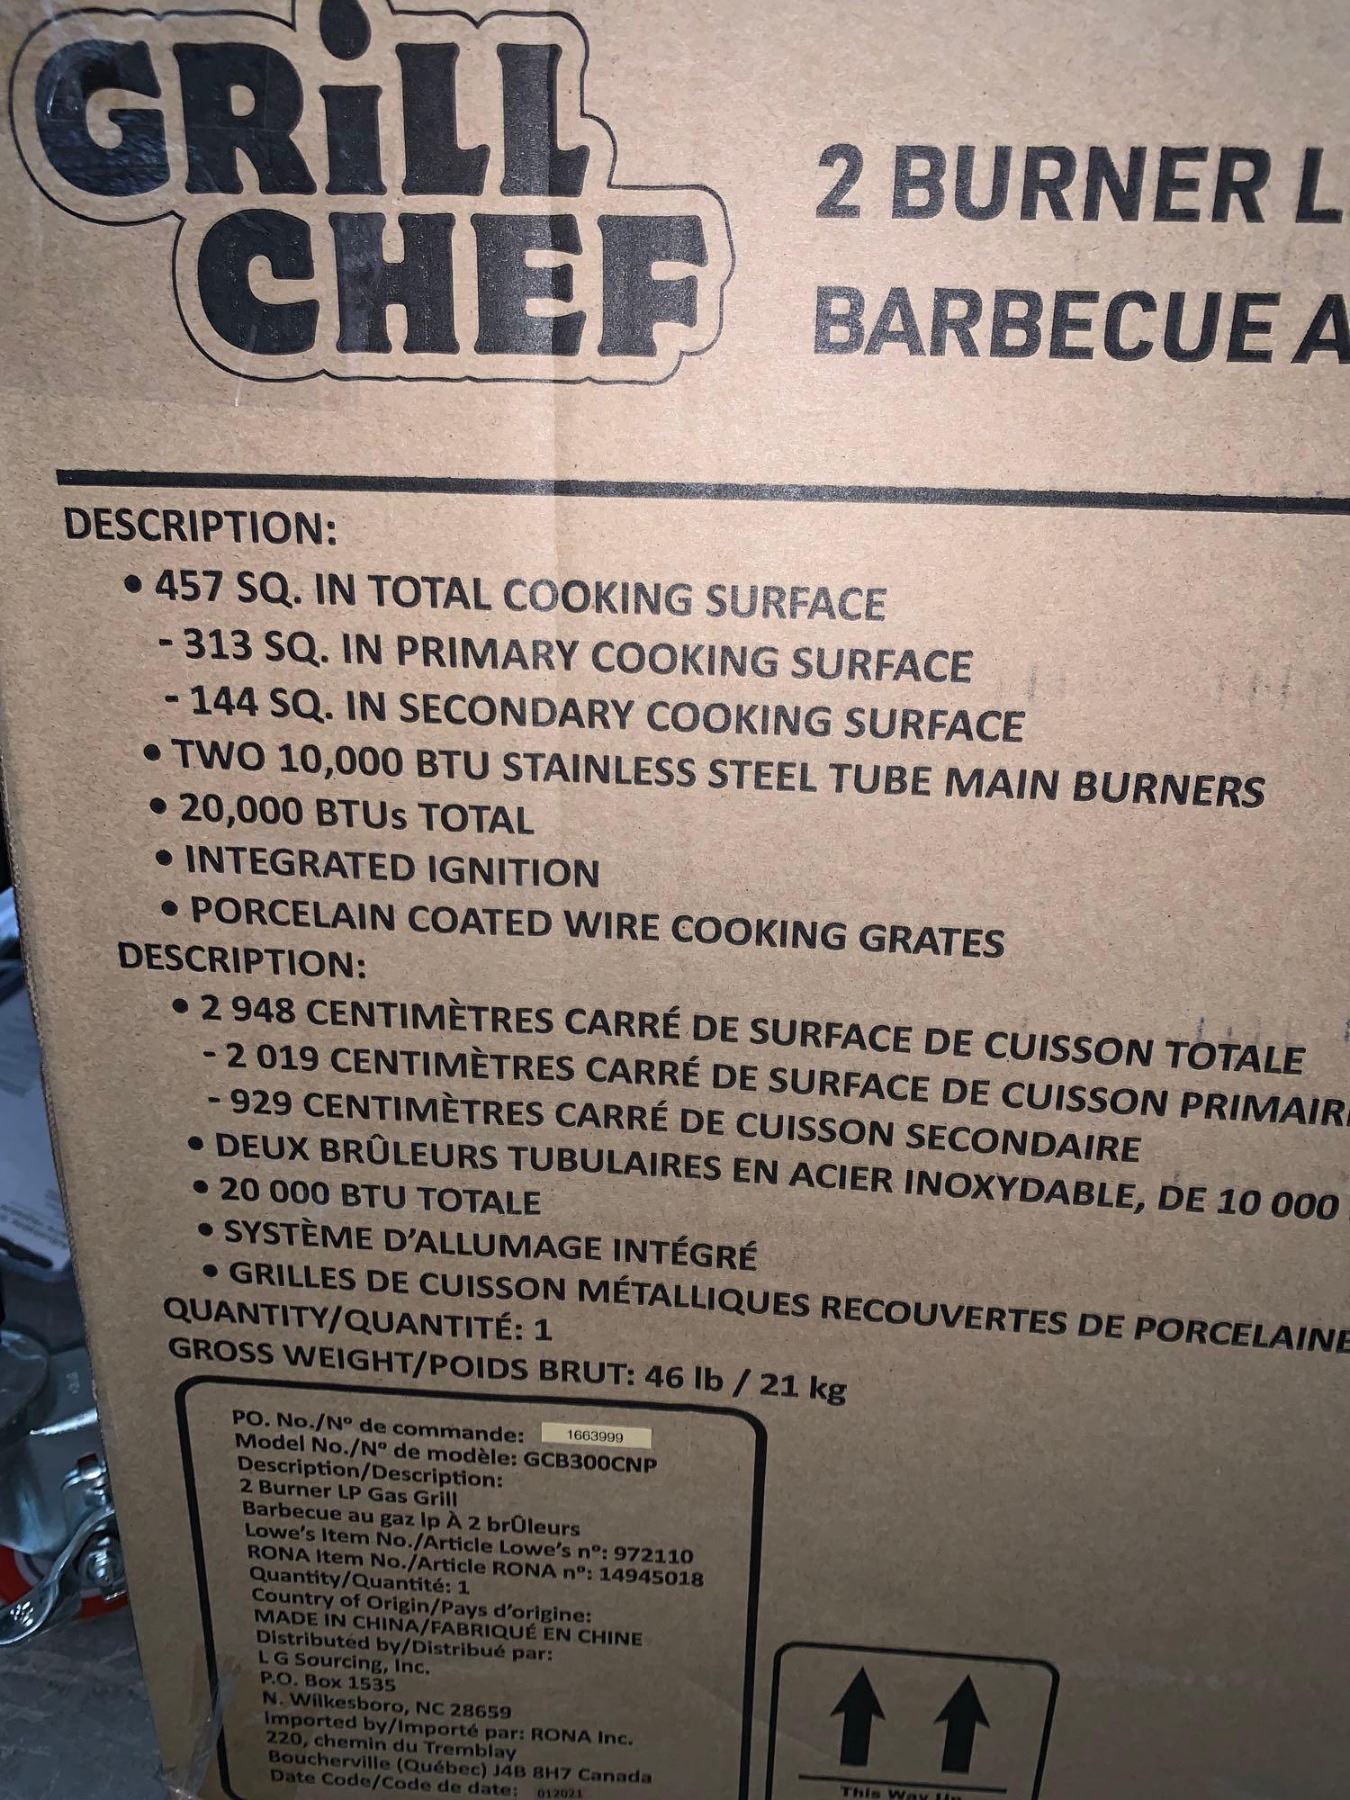 GRiLL
CHEF
2 BURNER L
BARBECUE A
DESCRIPTION:
• 457 SQ. IN TOTAL COOKING SURFACE
- 313 SQ. IN PRIMARY COOKING SURFACE
- 144 SQ. IN SECONDARY COOKING SURFACE
• TWO 10,000 BTU STAINLESS STEEL TUBE MAIN BURNERS
• 20,000 BTUs TOTAL
• INTEGRATED IGNITION
• PORCELAIN COATED WIRE COOKING GRATES
DESCRIPTION:
• 2 948 CENTIMÈTRES CARRÉ DE SURFACE DE CUISSON TOTALE
- 2 019 CENTIMÈTRES CARRÉ DE SURFACE DE CUISSON PRIMAIR
- 929 CENTIMÈTRES CARRÉ DE CUISSON SECONDAIRE
• DEUX BRÛLEURS TUBULAIRES EN ACIER INOXYDABLE, DE 10 000
• 20 000 BTU TOTALE
• SYSTÈME D'ALLUMAGE INTÉGRÉ
• GRILLES DE CUISSON MÉTALLIQUES RECOUVERTES DE PORCELAINE
QUANTITY/QUANTITÉ: 1
GROSS WEIGHT/POIDS BRUT: 46 lb / 21 kg
PO. No./Nº de commande: 1663999
Model No./Nº de modèle: GCB300CNP
Description/Description:
2 Burner LP Gas Grill
Barbecue au gaz lp À 2 brÛleurs
Lowe's Item No./Article Lowe's nº: 972110
RONA Item No./Article RONA nº: 14945018
Quantity/Quantité: 1
Country of Origin/Pays d'origine:
MADE IN CHINA/FABRIQUÉ EN CHINE
Distributed by/Distribué par:
L G Sourcing, Inc.
P.O. Box 1535
N. Wilkesboro, NC 28659
Imported by/Importé par: RONA Inc.
220, chemin du Tremblay
Boucherville (Québec) J4B 8H7 Canada
Date Code/Code de date: 012021
This Way Up